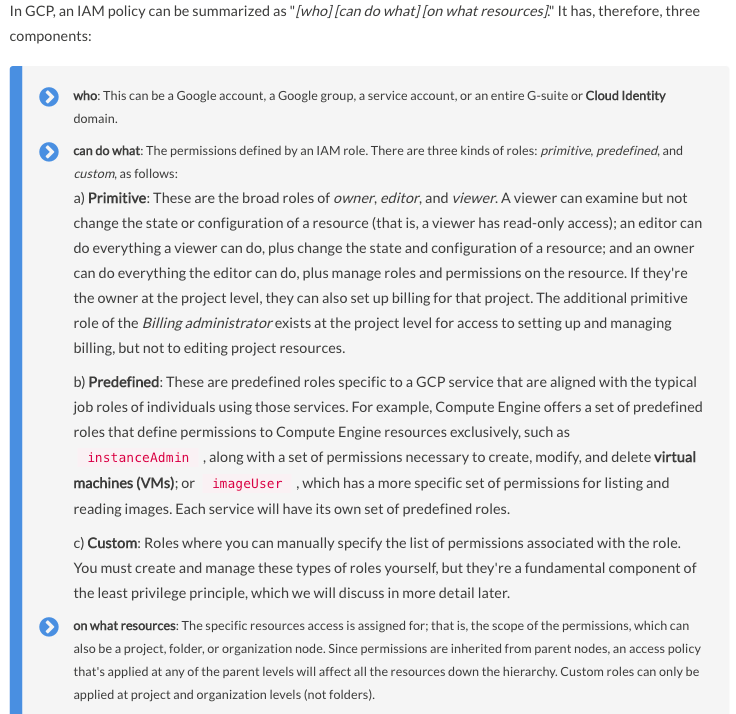 In GCP, an IAM policy can be summarized as "[who] [can do what] [on what resources]." It has, therefore, three
components:
who: This can be a Google account, a Google group, a service account, or an entire G-suite or Cloud Identity
domain.
can do what: The permissions defined by an IAM role. There are three kinds of roles: primitive, predefined, and
custom, as follows:
a) Primitive: These are the broad roles of owner, editor, and viewer. A viewer can examine but not
change the state or configuration of a resource (that is, a viewer has read-only access); an editor can
do everything a viewer can do, plus change the state and configuration of a resource; and an owner
can do everything the editor can do, plus manage roles and permissions on the resource. If they're
the owner at the project level, they can also set up billing for that project. The additional primitive
role of the Billing administrator exists at the project level for access to setting up and managing
billing, but not to editing project resources.
b) Predefined: These are predefined roles specific to a GCP service that are aligned with the typical
job roles of individuals using those services. For example, Compute Engine offers a set of predefined
roles that define permissions to Compute Engine resources exclusively, such as
instanceAdmin , along with a set of permissions necessary to create, modify, and delete virtual
machines (VMs); or imageUser , which has a more specific set of permissions for listing and
reading images. Each service will have its own set of predefined roles.
c) Custom: Roles where you can manually specify the list of permissions associated with the role.
You must create and manage these types of roles yourself, but they're a fundamental component of
the least privilege principle, which we will discuss in more detail later.
on what resources: The specific resources access is assigned for; that is, the scope of the permissions, which can
also be a project, folder, or organization node. Since permissions are inherited from parent nodes, an access policy
that's applied at any of the parent levels will affect all the resources down the hierarchy. Custom roles can only be
applied at project and organization levels (not folders).